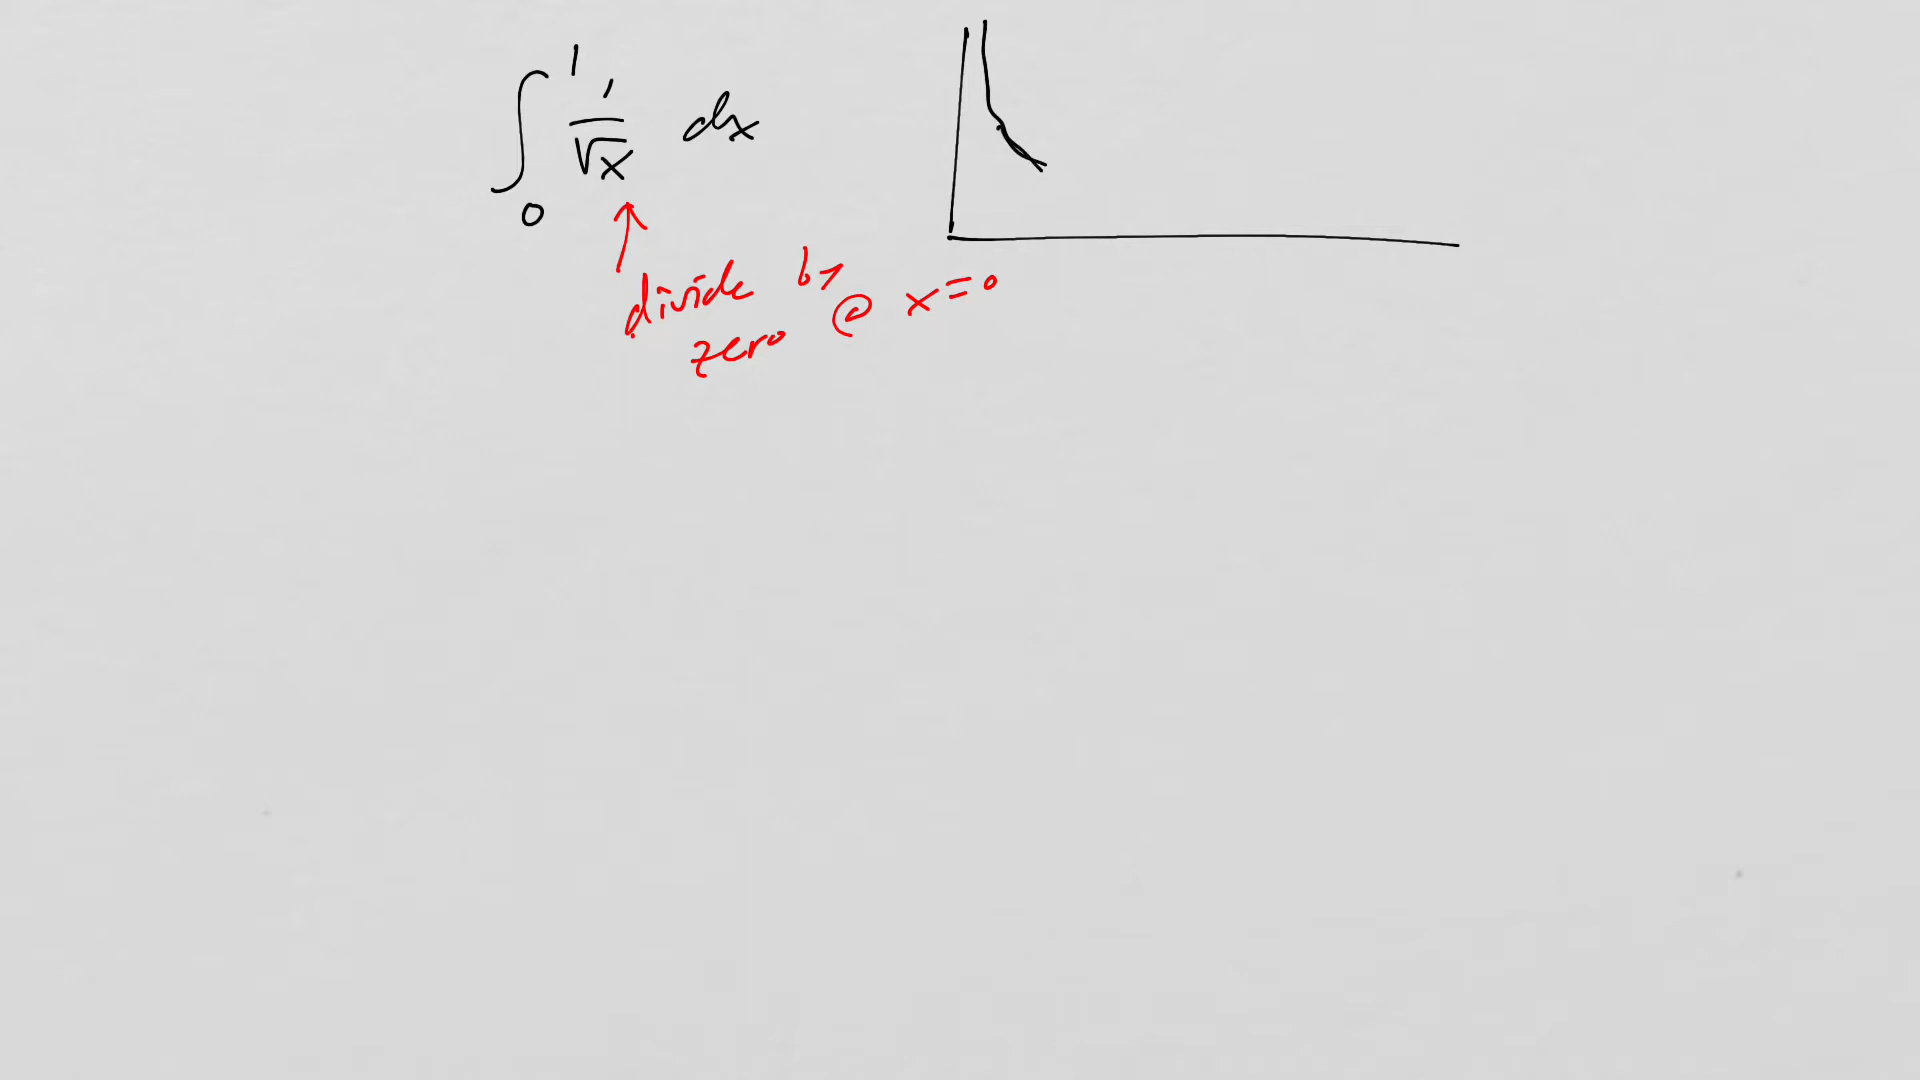 ∫₀¹ 1/√x dx
divide by
zero @ x=0